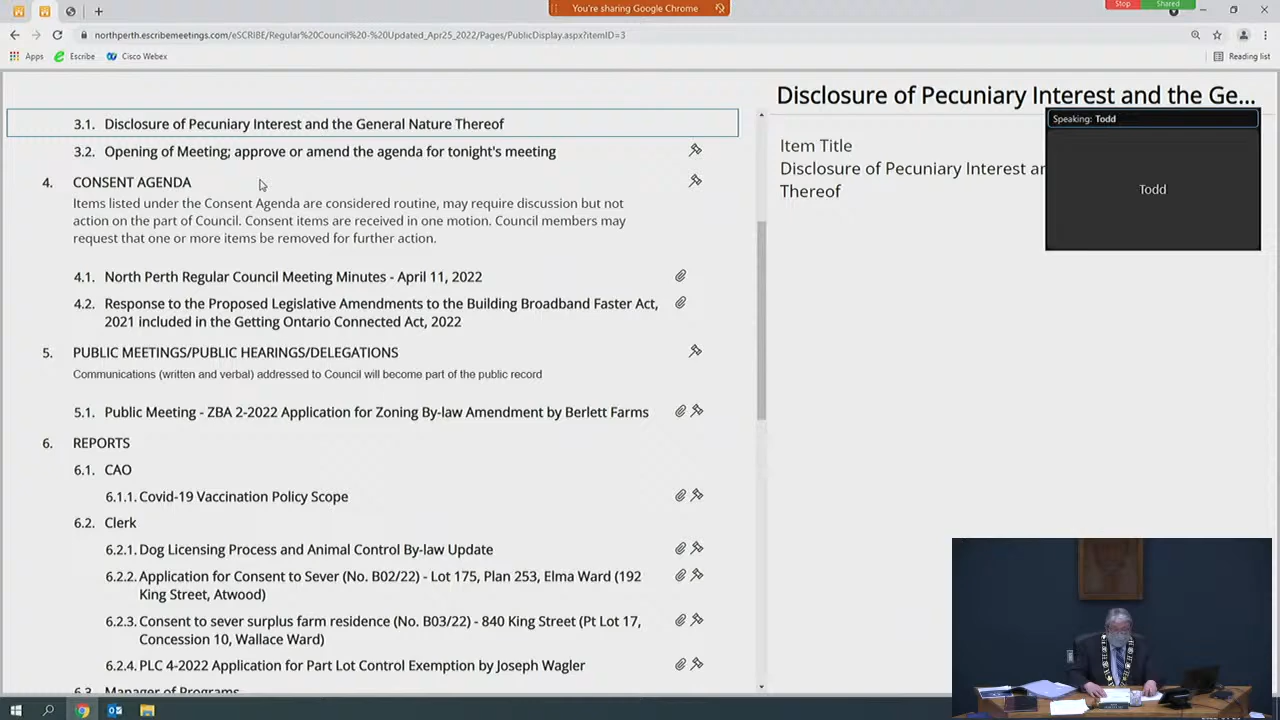 You're sharing Google Chrome
Stop
Shared
northperth.escribemeetings.com/eSCRIBE/Regular%20Council%20-%20Updated_Apr25_2022/Pages/PublicDisplay.aspx?itemID=3
Apps
Escribe
Cisco Webex
Reading list
3.1. Disclosure of Pecuniary Interest and the General Nature Thereof
3.2. Opening of Meeting; approve or amend the agenda for tonight's meeting
4. CONSENT AGENDA
Items listed under the Consent Agenda are considered routine, may require discussion but not
action on the part of Council. Consent items are received in one motion. Council members may
request that one or more items be removed for further action.
4.1. North Perth Regular Council Meeting Minutes - April 11, 2022
4.2. Response to the Proposed Legislative Amendments to the Building Broadband Faster Act,
2021 included in the Getting Ontario Connected Act, 2022
5. PUBLIC MEETINGS/PUBLIC HEARINGS/DELEGATIONS
Communications (written and verbal) addressed to Council will become part of the public record
5.1. Public Meeting - ZBA 2-2022 Application for Zoning By-law Amendment by Berlett Farms
6. REPORTS
6.1. CAO
6.1.1. Covid-19 Vaccination Policy Scope
6.2. Clerk
6.2.1. Dog Licensing Process and Animal Control By-law Update
6.2.2. Application for Consent to Sever (No. B02/22) - Lot 175, Plan 253, Elma Ward (192
King Street, Atwood)
6.2.3. Consent to sever surplus farm residence (No. B03/22) - 840 King Street (Pt Lot 17,
Concession 10, Wallace Ward)
6.2.4. PLC 4-2022 Application for Part Lot Control Exemption by Joseph Wagler
6.3. Manager of Programs
Disclosure of Pecuniary Interest and the Ge...
Item Title
Disclosure of Pecuniary Interest ar
Thereof
Speaking: Todd
Todd